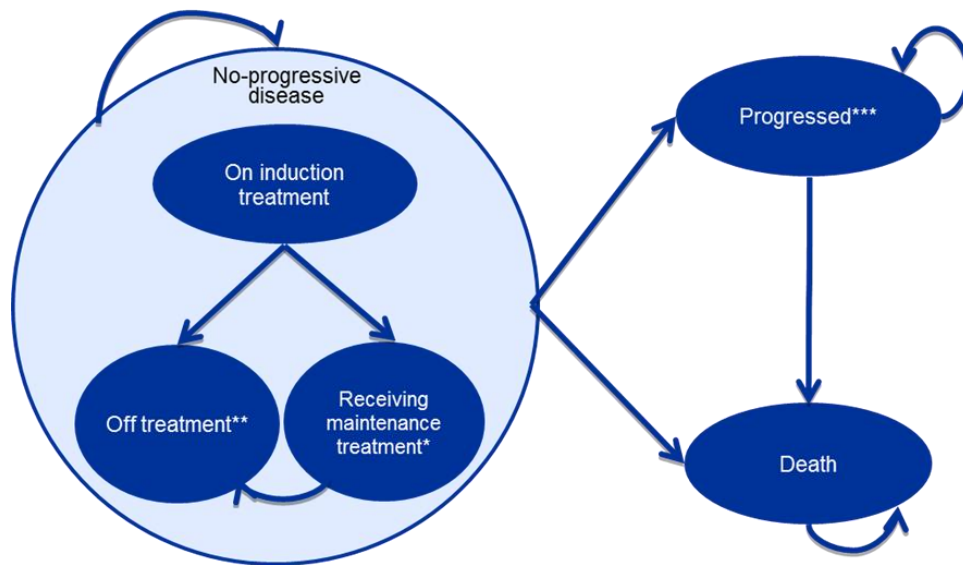 No-progressive
disease
On induction
treatment
Off treatment**
Receiving
maintenance
treatment*
Progressed***
Death